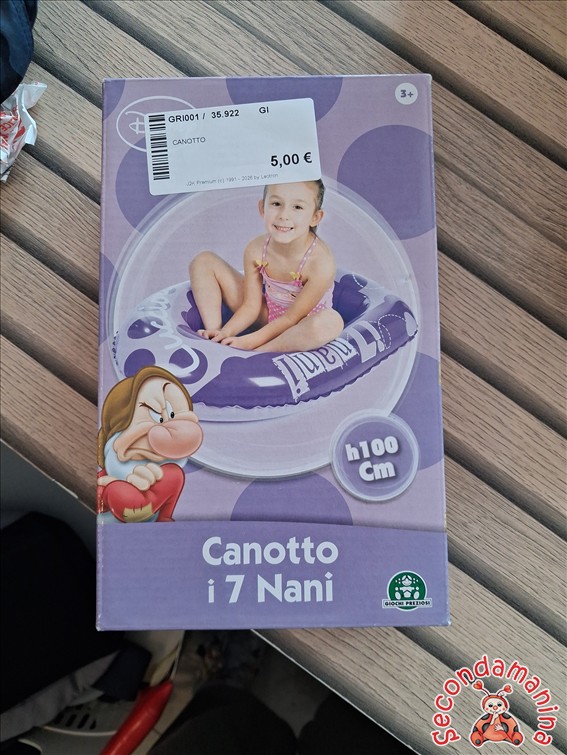 3+
GRI001 / 35.922 GI
CANOTTO
5,00 €
h100
Cm
Canotto
i 7 Nani
GIOCHI PREZIOSI
secondamanina